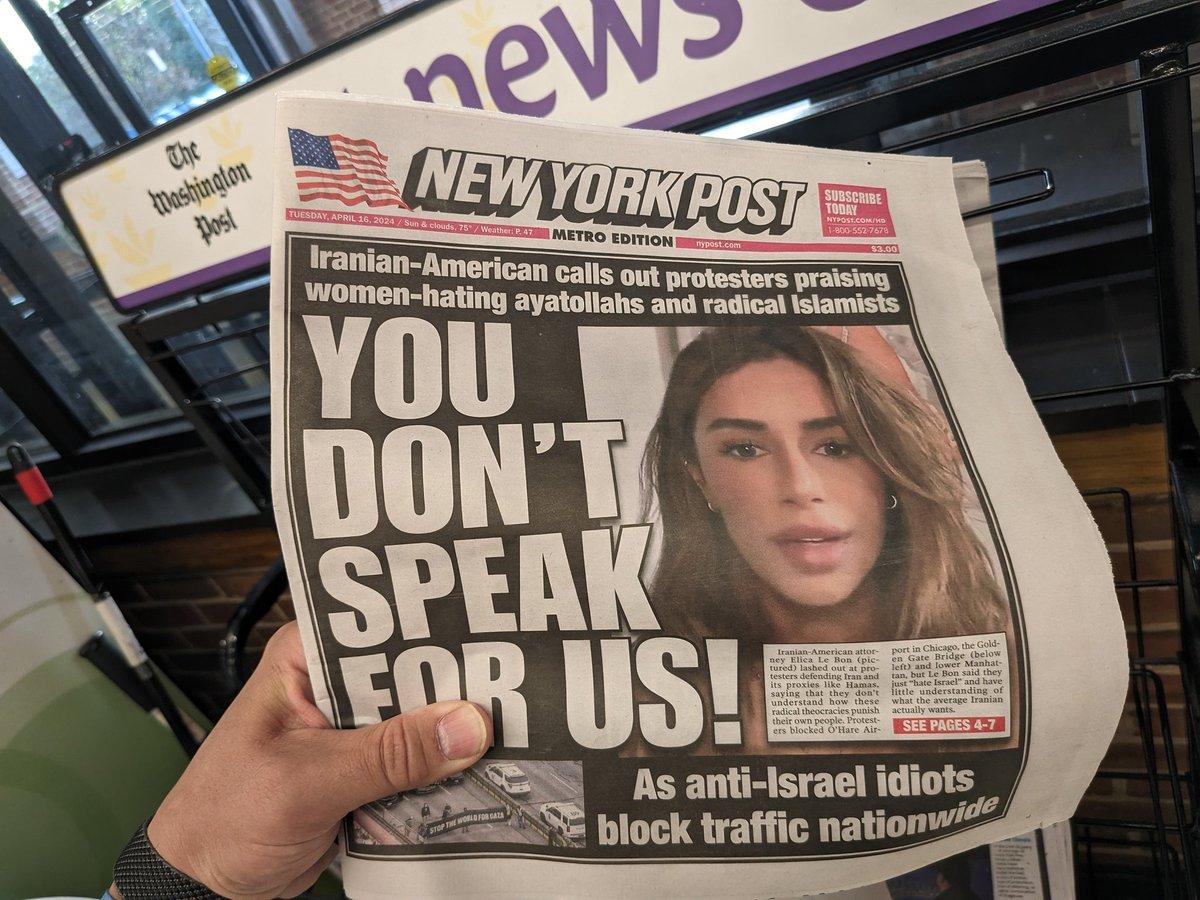 news
The
Washington
Post
NEW YORK POST
SUBSCRIBE
TODAY
NYPOST.COM/HD
1-800-552-7678
TUESDAY, APRIL 16, 2024 / Sun & clouds, 75° / Weather: P. 47
METRO EDITION
nypost.com
$3.00
Iranian-American calls out protesters praising
women-hating ayatollahs and radical Islamists
YOU
DON'T
SPEAK
FOR US!
Iranian-American attor-
ney Elica Le Bon (pic-
tured) lashed out at pro-
testers defending Iran and
its proxies like Hamas,
saying that they don't
understand how these
radical theocracies punish
their own people. Protest-
ers blocked O'Hare Air-
port in Chicago, the Gold-
en Gate Bridge (below
left) and lower Manhat-
tan, but Le Bon said they
just "hate Israel" and have
little understanding of
what the average Iranian
actually wants.
SEE PAGES 4-7
STOP THE WORLD FOR GAZA
As anti-Israel idiots
block traffic nationwide